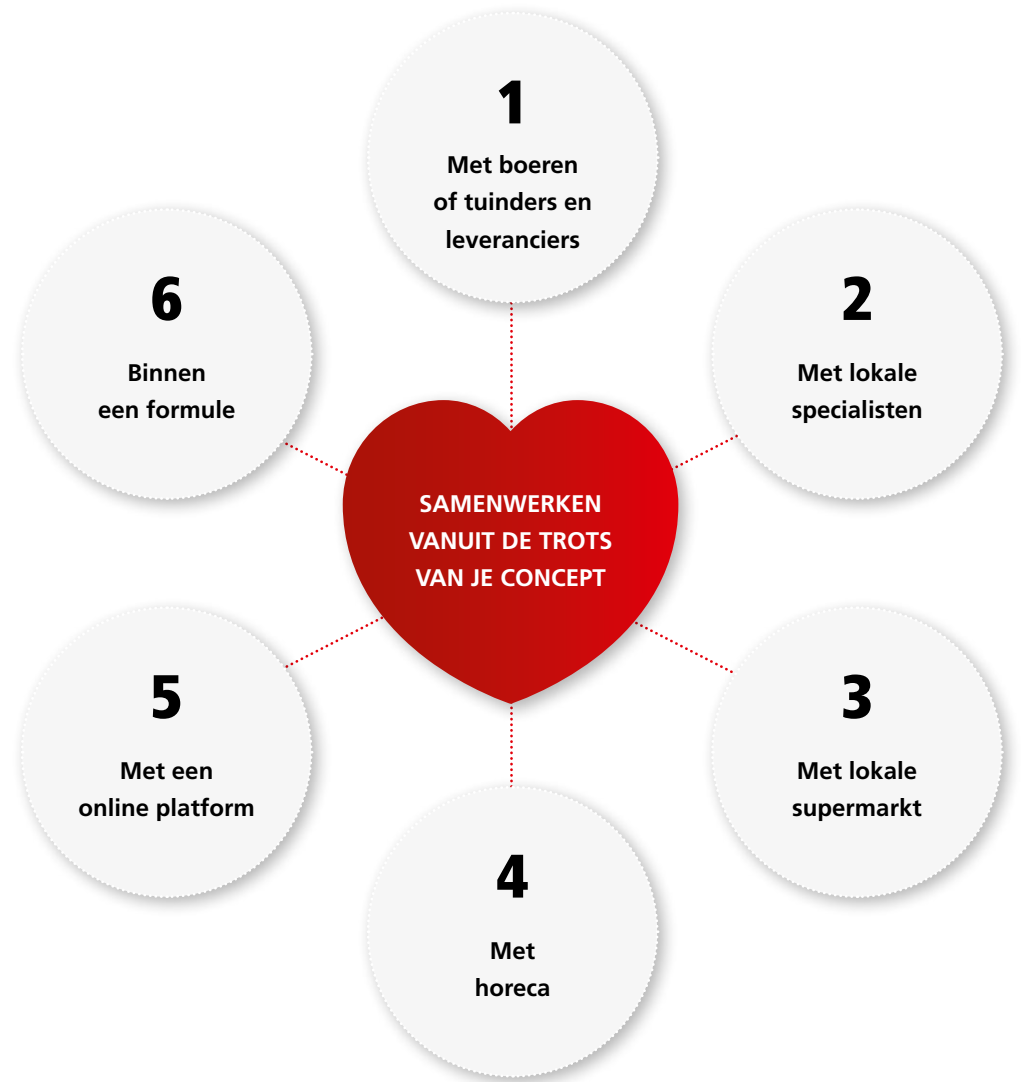 1
Met boeren
of tuinders en
leveranciers
2
Met lokale
specialisten
3
Met lokale
supermarkt
4
Met
horeca
5
Met een
online platform
6
Binnen
een formule
SAMENWERKEN
VANUIT DE TROTS
VAN JE CONCEPT